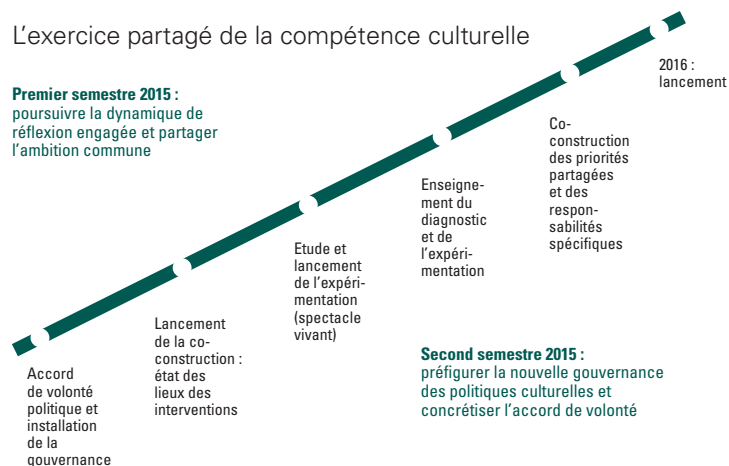 L'exercice partagé de la compétence culturelle
Premier semestre 2015 :
poursuivre la dynamique de
réflexion engagée et partager
l'ambition commune
Accord
de volonté
politique et
installation
de la
gouvernance
Lancement
de la co-
construction :
état des
lieux des
interventions
Etude et
lancement
de l'expéri-
mentation
(spectacle
vivant)
Enseigne-
ment du
diagnostic
et de
l'expéri-
mentation
Co-
construction
des priorités
partagées
et des
respon-
sabilités
spécifiques
2016 :
lancement
Second semestre 2015 :
préfigurer la nouvelle gouvernance
des politiques culturelles et
concrétiser l'accord de volonté